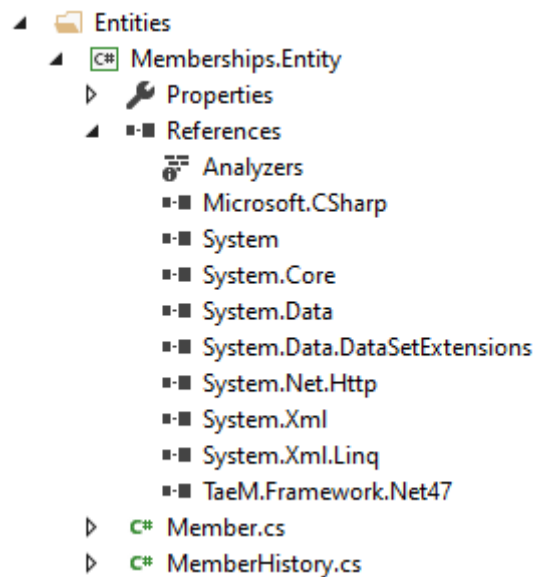 Entities
C# Memberships.Entity
Properties
References
Analyzers
Microsoft.CSharp
System
System.Core
System.Data
System.Data.DataSetExtensions
System.Net.Http
System.Xml
System.Xml.Linq
TaeM.Framework.Net47
C# Member.cs
C# MemberHistory.cs